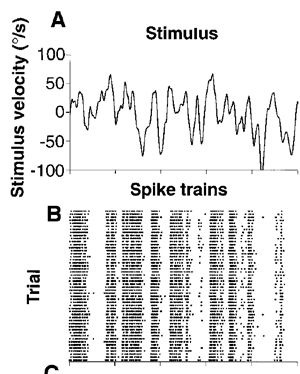 A
Stimulus
Stimulus velocity (°/s)
100
50
0
-50
-100
Spike trains
B
Trial
C